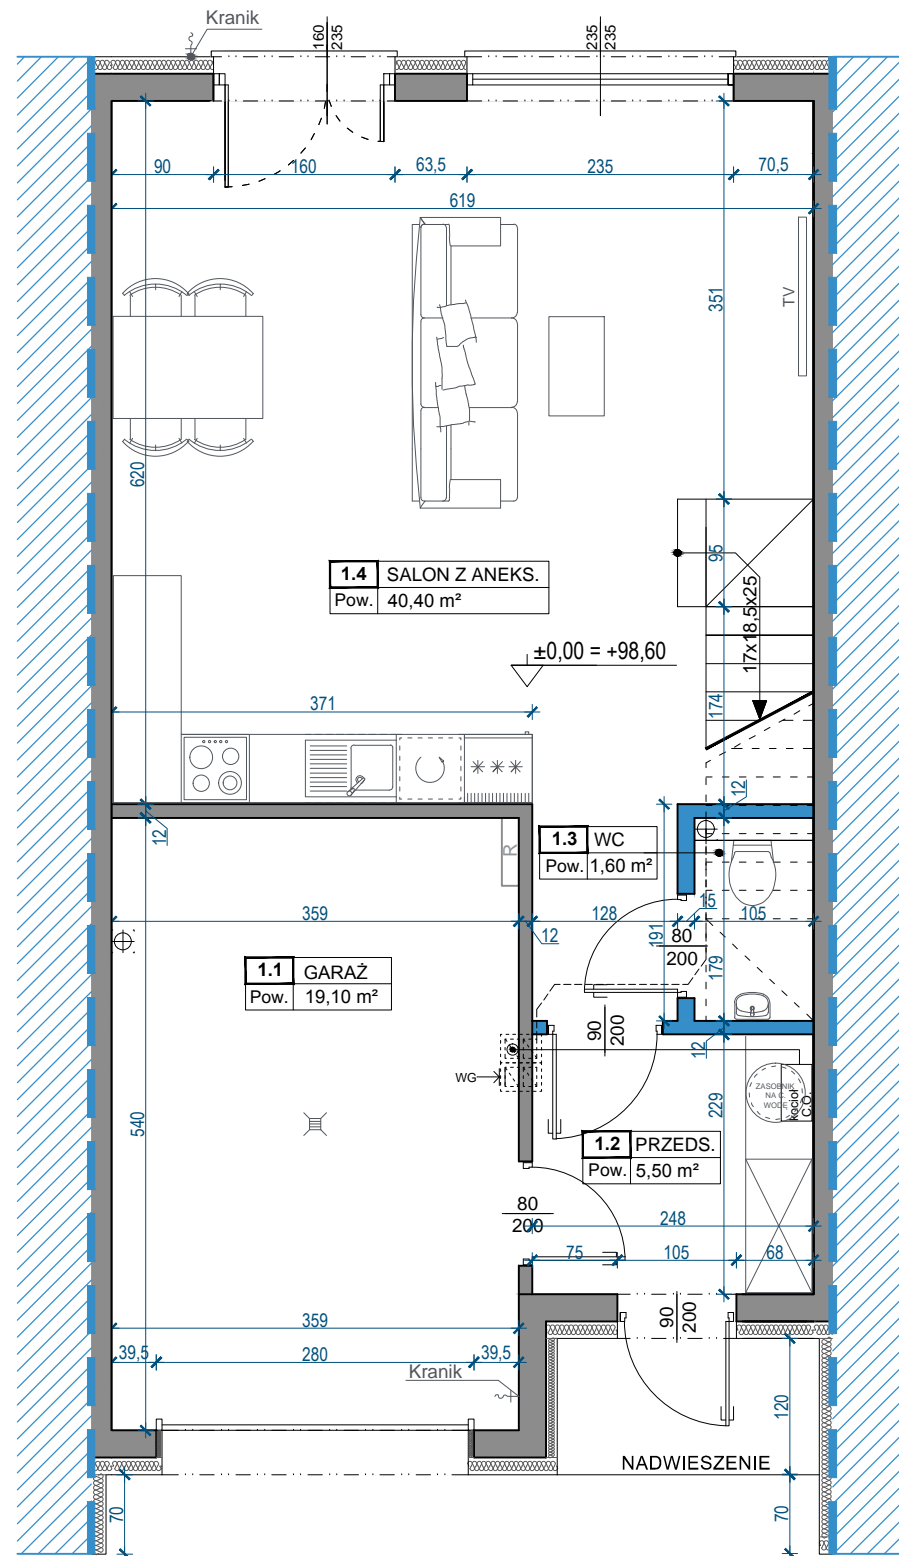 Kranik
160
235
235
235
90
160
63,5
235
70,5
619
351
TV
620
95
1.4 SALON Z ANEKS.
Pow. 40,40 m²
17x18,5x25
±0,00 = +98,60
371
174
12
12
1.3 WC
Pow. 1,60 m²
R
359
12
128
15
105
191
80
200
179
1.1 GARAŻ
Pow. 19,10 m²
90
200
12
WG
ZASOBNIK
NA C.
WODĘ
kocioł
C.O.
229
540
1.2 PRZEDS.
Pow. 5,50 m²
80
200
248
75
105
68
359
90
200
39,5
280
39,5
Kranik
120
NADWIESZENIE
70
70